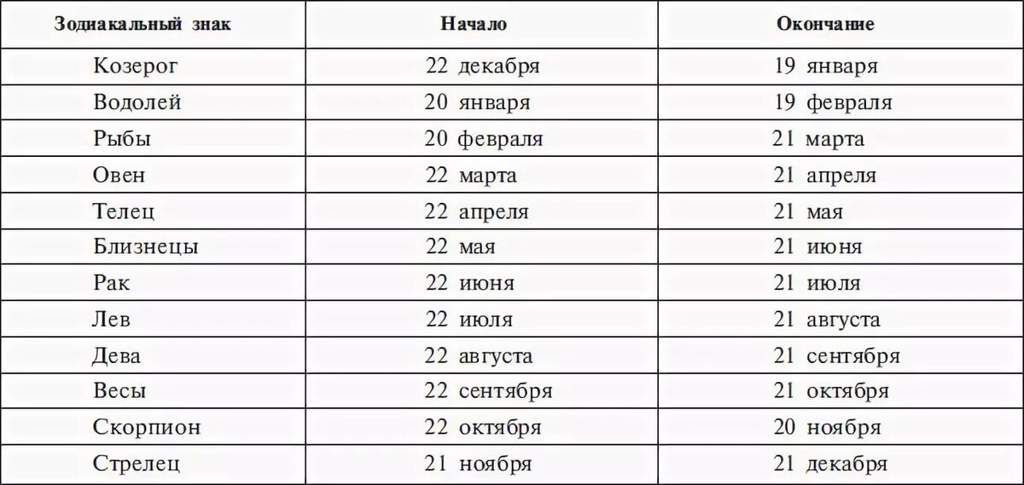 Зодиакальный знак Начало Окончание
Козерог 22 декабря 19 января
Водолей 20 января 19 февраля
Рыбы 20 февраля 21 марта
Овен 22 марта 21 апреля
Телец 22 апреля 21 мая
Близнецы 22 мая 21 июня
Рак 22 июня 21 июля
Лев 22 июля 21 августа
Дева 22 августа 21 сентября
Весы 22 сентября 21 октября
Скорпион 22 октября 20 ноября
Стрелец 21 ноября 21 декабря